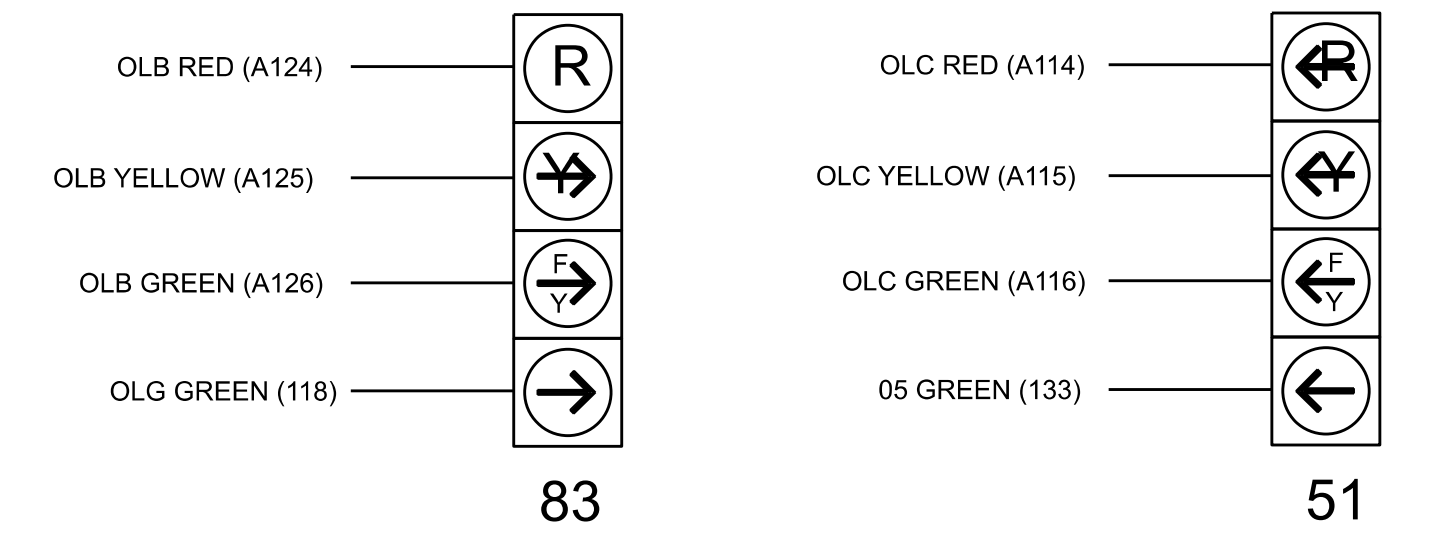 OLB RED (A124)
R
OLB YELLOW (A125)
Y
OLB GREEN (A126)
F
Y
OLG GREEN (118)
83
OLC RED (A114)
R
OLC YELLOW (A115)
Y
OLC GREEN (A116)
F
Y
05 GREEN (133)
51